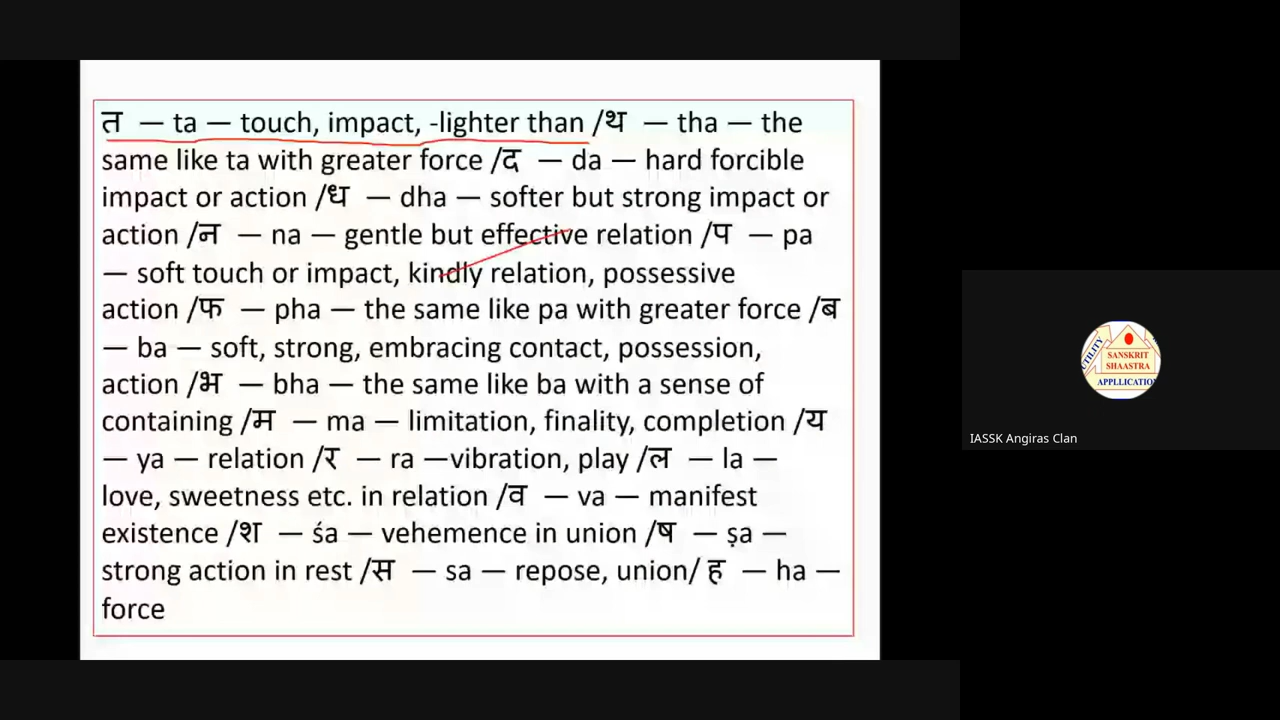 त — ta — touch, impact, -lighter than /थ — tha — the
same like ta with greater force /द — da — hard forcible
impact or action /ध — dha — softer but strong impact or
action /न — na — gentle but effective relation /प — pa
— soft touch or impact, kindly relation, possessive
action /फ — pha — the same like pa with greater force /ब
— ba — soft, strong, embracing contact, possession,
action /भ — bha — the same like ba with a sense of
containing /म — ma — limitation, finality, completion /य
— ya — relation /र — ra —vibration, play /ल — la —
love, sweetness etc. in relation /व — va — manifest
existence /श — śa — vehemence in union /ष — ṣa —
strong action in rest /स — sa — repose, union/ ह — ha —
force
UTILITY
SANSKRIT
SHAASTRA
APPLLICATIO
IASSK Angiras Clan